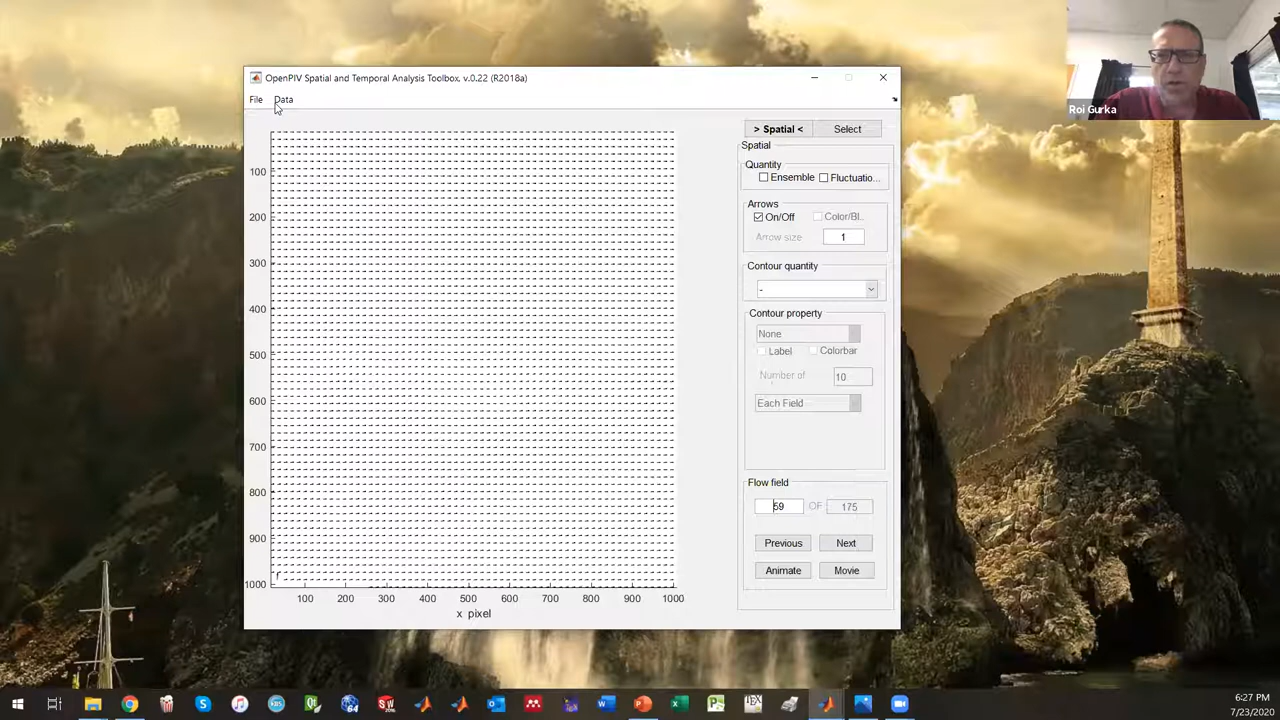 OpenPIV Spatial and Temporal Analysis Toolbox, v.0.22 (R2018a)
File Data
Roi Gurka
> Spatial < Select
Spatial
Quantity
Ensemble Fluctuatio...
Arrows
On/Off Color/Bl..
Arrow size 1
Contour quantity
-
Contour property
None
Label Colorbar
Number of 10
Each Field
Flow field
69 OF 175
Previous Next
Animate Movie
100
200
300
400
500
600
700
800
900
1000
100 200 300 400 500 600 700 800 900 1000
x pixel
6:27 PM
7/23/2020